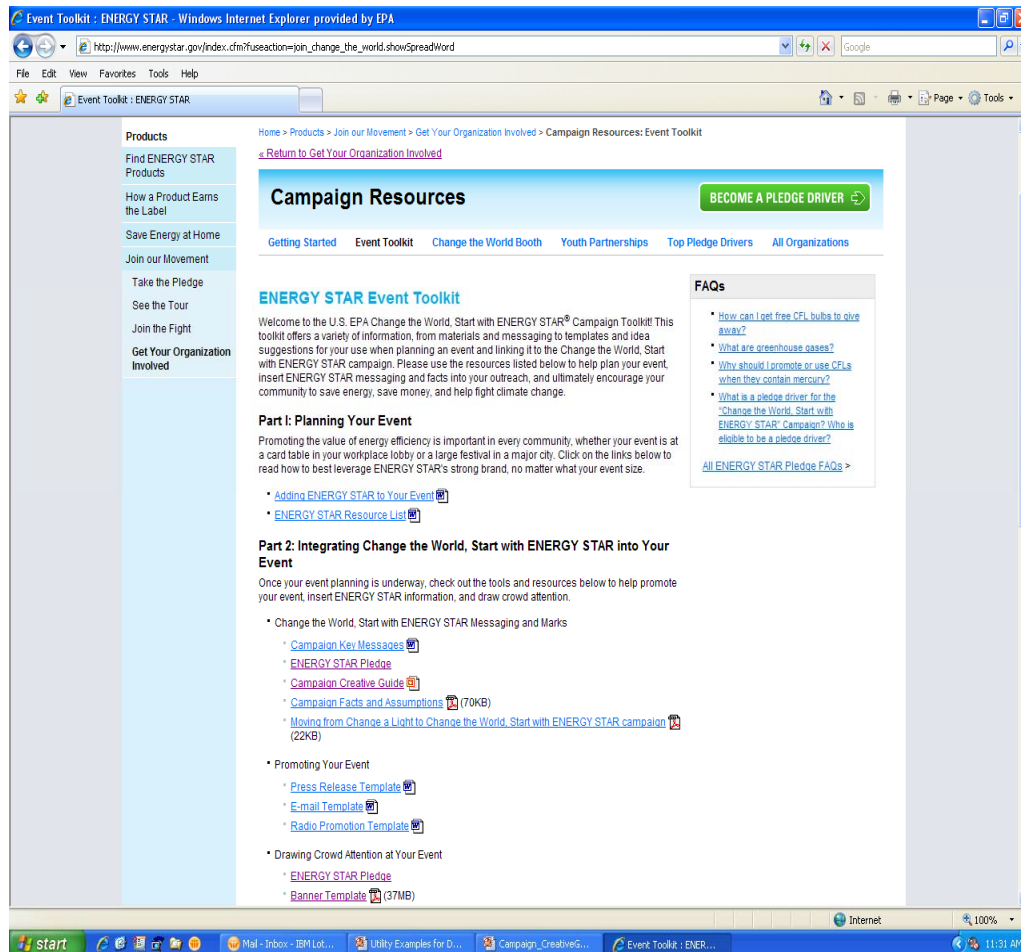 Event Toolkit : ENERGY STAR - Windows Internet Explorer provided by EPA
http://www.energystar.gov/index.cfm?fuseaction=join_change_the_world.showSpreadWord
Google
File Edit View Favorites Tools Help
Event Toolkit : ENERGY STAR
Page Tools
Products
Find ENERGY STAR
Products
How a Product Earns
the Label
Save Energy at Home
Join our Movement
Take the Pledge
See the Tour
Join the Fight
Get Your Organization
Involved
Home > Products > Join our Movement > Get Your Organization Involved > Campaign Resources: Event Toolkit
« Return to Get Your Organization Involved
Campaign Resources
BECOME A PLEDGE DRIVER
Getting Started Event Toolkit Change the World Booth Youth Partnerships Top Pledge Drivers All Organizations
ENERGY STAR Event Toolkit
Welcome to the U.S. EPA Change the World, Start with ENERGY STAR® Campaign Toolkit! This
toolkit offers a variety of information, from materials and messaging to templates and idea
suggestions for your use when planning an event and linking it to the Change the World, Start
with ENERGY STAR campaign. Please use the resources listed below to help plan your event,
insert ENERGY STAR messaging and facts into your outreach, and ultimately encourage your
community to save energy, save money, and help fight climate change.
Part I: Planning Your Event
Promoting the value of energy efficiency is important in every community, whether your event is at
a card table in your workplace lobby or a large festival in a major city. Click on the links below to
read how to best leverage ENERGY STAR's strong brand, no matter what your event size.
Adding ENERGY STAR to Your Event
ENERGY STAR Resource List
Part 2: Integrating Change the World, Start with ENERGY STAR into Your
Event
Once your event planning is underway, check out the tools and resources below to help promote
your event, insert ENERGY STAR information, and draw crowd attention.
Change the World, Start with ENERGY STAR Messaging and Marks
Campaign Key Messages
ENERGY STAR Pledge
Campaign Creative Guide
Campaign Facts and Assumptions (70KB)
Moving from Change a Light to Change the World, Start with ENERGY STAR campaign
(22KB)
Promoting Your Event
Press Release Template
E-mail Template
Radio Promotion Template
Drawing Crowd Attention at Your Event
ENERGY STAR Pledge
Banner Template (37MB)
FAQs
How can I get free CFL bulbs to give
away?
What are greenhouse gases?
Why should I promote or use CFLs
when they contain mercury?
What is a pledge driver for the
"Change the World, Start with
ENERGY STAR" Campaign? Who is
eligible to be a pledge driver?
All ENERGY STAR Pledge FAQs >
Internet 100%
start Mail - Inbox - IBM Lot... Utility Examples for D... Campaign_CreativeG... Event Toolkit : ENER... 11:31 AM